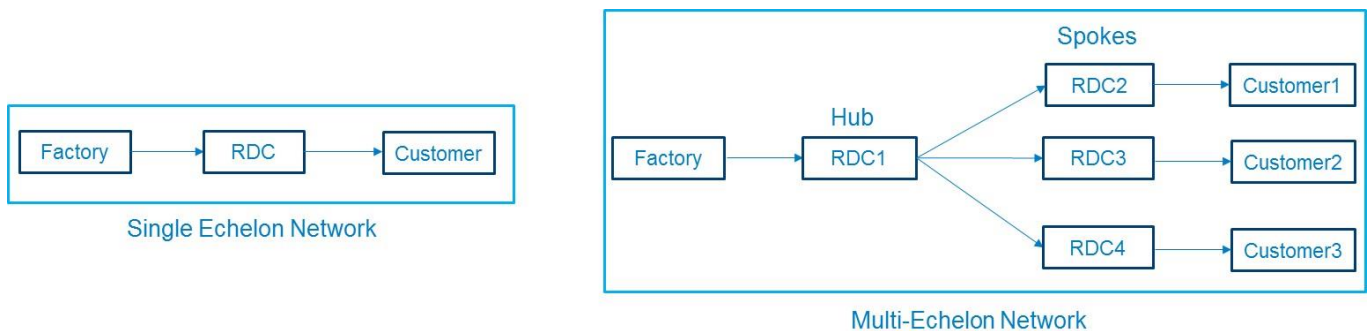 Factory
RDC
Customer
Single Echelon Network
Spokes
Hub
Factory
RDC1
RDC2
Customer1
RDC3
Customer2
RDC4
Customer3
Multi-Echelon Network